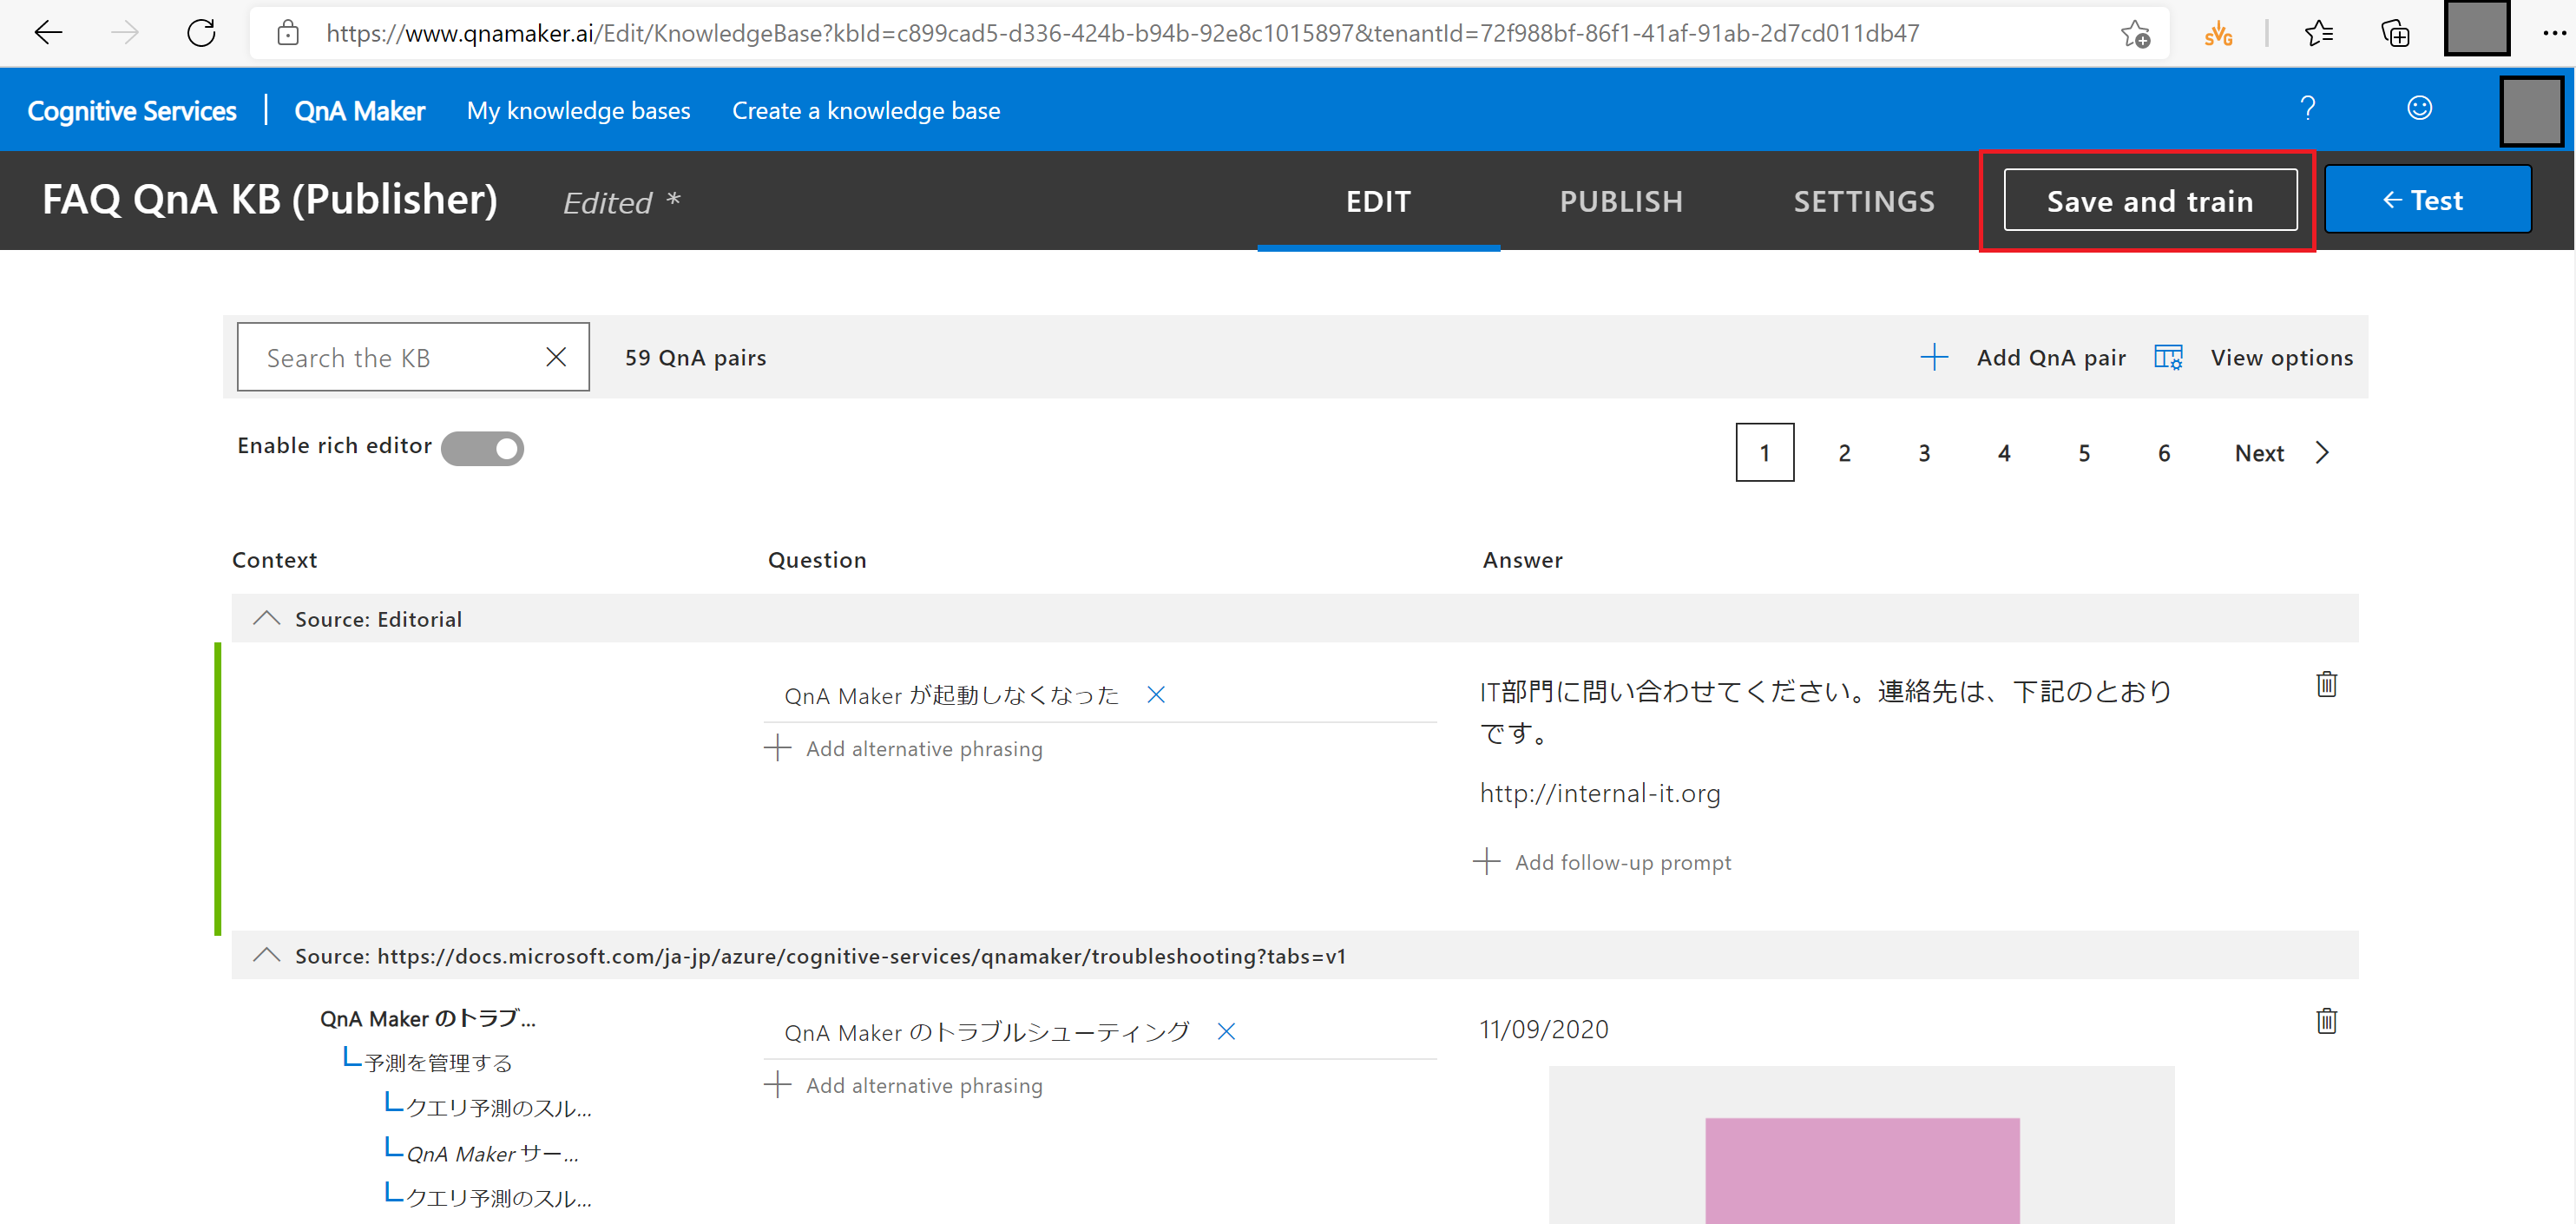 https://www.qnamaker.ai/Edit/KnowledgeBase?kbId=c899cad5-d336-424b-b94b-92e8c1015897&tenantId=72f988bf-86f1-41af-91ab-2d7cd011db47
SVG
Cognitive Services | QnA Maker My knowledge bases Create a knowledge base ?
FAQ QnA KB (Publisher) Edited * EDIT PUBLISH SETTINGS Save and train ← Test
Search the KB 59 QnA pairs Add QnA pair View options
Enable rich editor 1 2 3 4 5 6 Next
Context Question Answer
Source: Editorial
QnA Maker が起動しなくなった
Add alternative phrasing
IT部門に問い合わせてください。連絡先は、下記のとおり
です。
http://internal-it.org
Add follow-up prompt
Source: https://docs.microsoft.com/ja-jp/azure/cognitive-services/qnamaker/troubleshooting?tabs=v1
QnA Maker のトラブ...
予測を管理する
クエリ予測のスル...
QnA Maker サー...
クエリ予測のスル...
QnA Maker のトラブルシューティング
Add alternative phrasing
11/09/2020